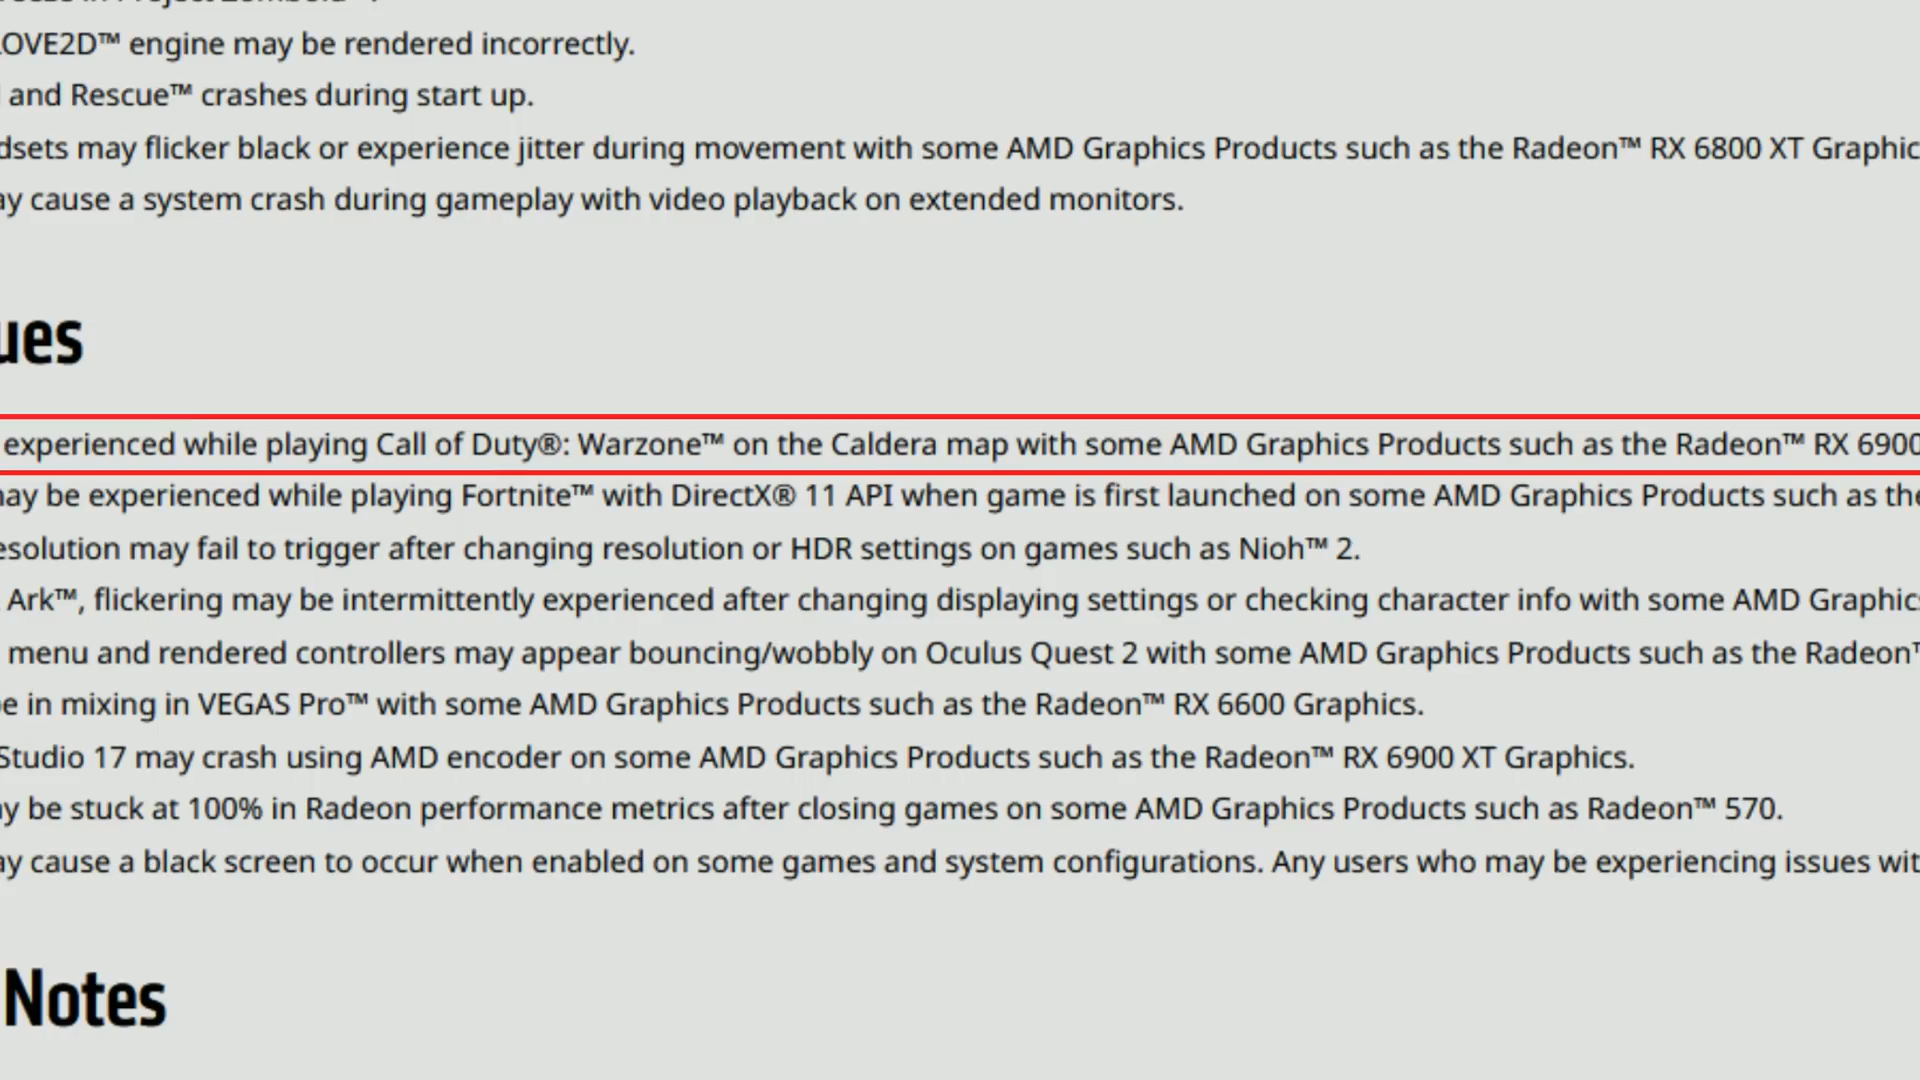 in Project
LOVE2D™ engine may be rendered incorrectly.
and Rescue™ crashes during start up.
dsets may flicker black or experience jitter during movement with some AMD Graphics Products such as the Radeon™ RX 6800 XT Graphic
ay cause a system crash during gameplay with video playback on extended monitors.
ues
experienced while playing Call of Duty®: Warzone™ on the Caldera map with some AMD Graphics Products such as the Radeon™ RX 6900
may be experienced while playing Fortnite™ with DirectX® 11 API when game is first launched on some AMD Graphics Products such as the
esolution may fail to trigger after changing resolution or HDR settings on games such as Nioh™ 2.
Ark™, flickering may be intermittently experienced after changing displaying settings or checking character info with some AMD Graphics
menu and rendered controllers may appear bouncing/wobbly on Oculus Quest 2 with some AMD Graphics Products such as the Radeon™
e in mixing in VEGAS Pro™ with some AMD Graphics Products such as the Radeon™ RX 6600 Graphics.
Studio 17 may crash using AMD encoder on some AMD Graphics Products such as the Radeon™ RX 6900 XT Graphics.
y be stuck at 100% in Radeon performance metrics after closing games on some AMD Graphics Products such as Radeon™ 570.
ay cause a black screen to occur when enabled on some games and system configurations. Any users who may be experiencing issues wit
Notes